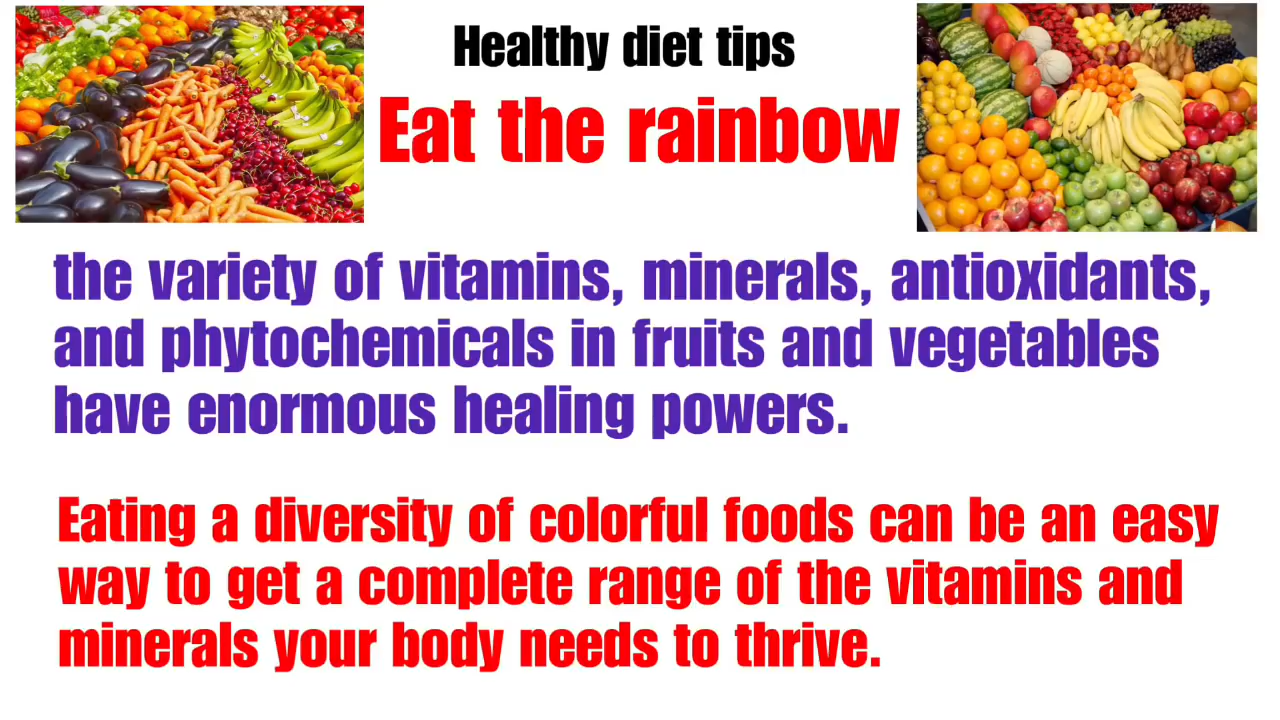 Healthy diet tips
Eat the rainbow
the variety of vitamins, minerals, antioxidants,
and phytochemicals in fruits and vegetables
have enormous healing powers.
Eating a diversity of colorful foods can be an easy
way to get a complete range of the vitamins and
minerals your body needs to thrive.